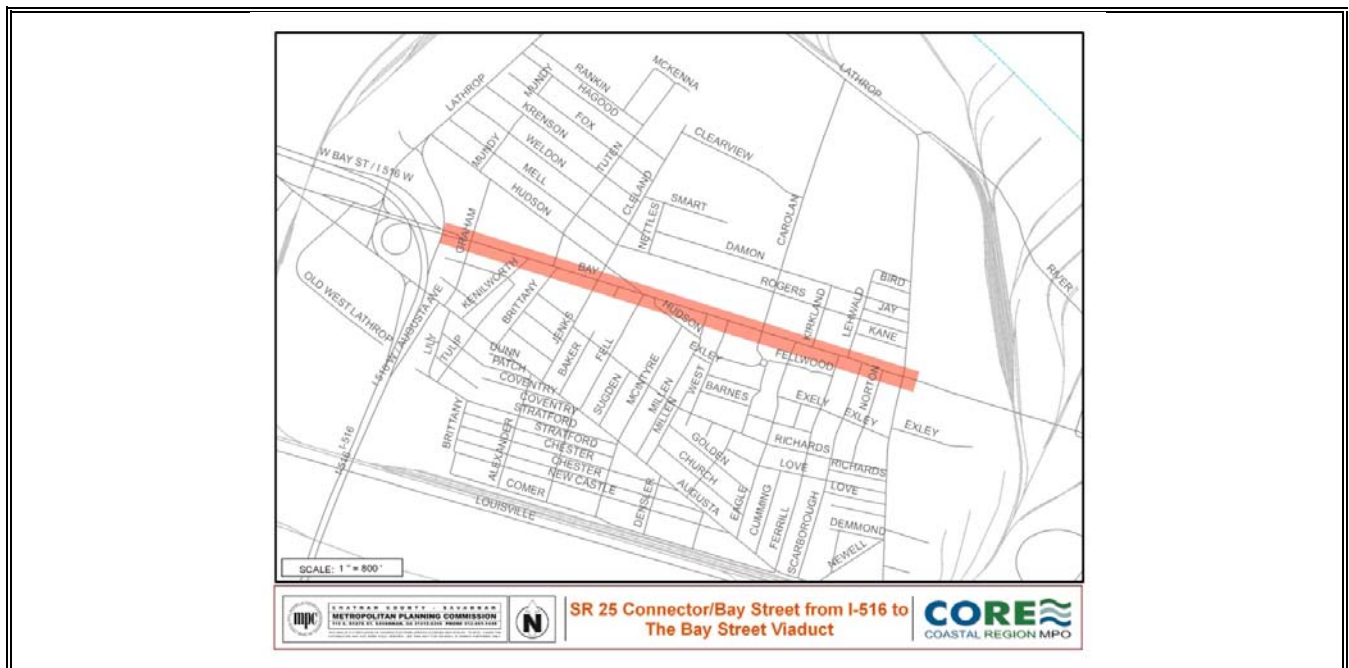 MCKENNA
RANKIN
LATHROP
MUNDY
HAGOOD
LATHROP
FOX
KRENSON
CLEARVIEW
WELDON
TUTEN
W BAY ST / I 516 W
MUNDY
MELL
CLELAND
HUDSON
SMART
CAROLAN
NETTLES
GRAHAM
DAMON
RIVER
BAY
ROGERS
BIRD
OLD WEST LATHROP
KENILWORTH
BRITTANY
HUDSON
KIRKLAND
LEHWALD
JAY
I 516 W / AUGUSTA AVE
JENKS
KANE
LILY
TULIP
DUNN
BAKER
FELL
EXLEY
FELLWOOD
PATCH
MCINTYRE
WEST
NORTON
COVENTRY
SUGDEN
MILLEN
BARNES
EXELY
COVENTRY
STRATFORD
MILLEN
EXLEY
EXLEY
BRITTANY
ALEXANDER
STRATFORD
GOLDEN
RICHARDS
CHESTER
CHURCH
LOVE
RICHARDS
CHESTER
NEW CASTLE
AUGUSTA
EAGLE
CUMMING
LOVE
I-516 I-516
COMER
DENSLER
FERRILL
SCARBOROUGH
DEMMOND
LOUISVILLE
NEWELL
SCALE: 1 " = 800 '
mpc
CHATHAM COUNTY - SAVANNAH
METROPOLITAN PLANNING COMMISSION
N
SR 25 Connector/Bay Street from I-516 to
The Bay Street Viaduct
CORE
COASTAL REGION MPO